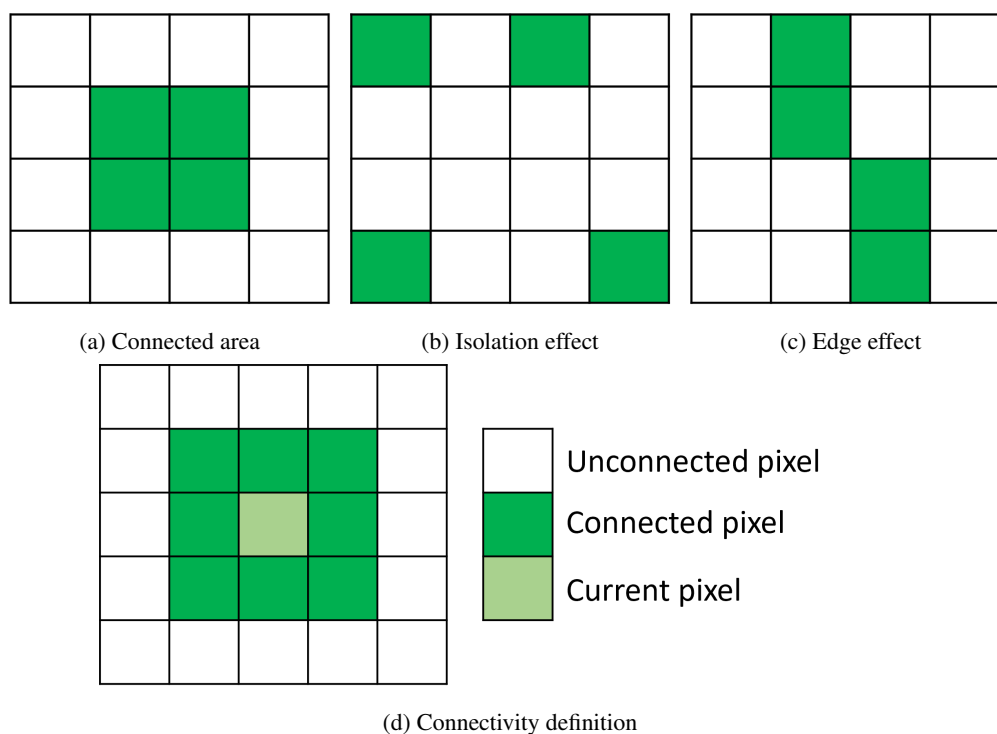 (a) Connected area
(b) Isolation effect
(c) Edge effect
Unconnected pixel
Connected pixel
Current pixel
(d) Connectivity definition